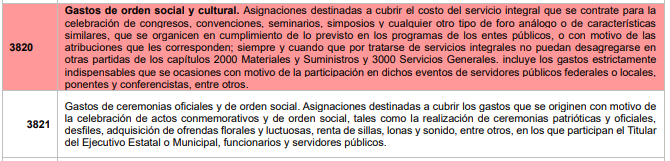 Gastos de orden social y cultural. Asignaciones destinadas a cubrir el costo del servicio integral que se contrate para la
celebración de congresos, convenciones, seminarios, simposios y cualquier otro tipo de foro análogo o de características
similares, que se organicen en cumplimiento de lo previsto en los programas de los entes públicos, o con motivo de las
3820 atribuciones que les corresponden; siempre y cuando que por tratarse de servicios integrales no puedan desagregarse en
otras partidas de los capítulos 2000 Materiales y Suministros y 3000 Servicios Generales. incluye los gastos estrictamente
indispensables que se ocasiones con motivo de la participación en dichos eventos de servidores públicos federales o locales,
ponentes y conferencistas, entre otros.
Gastos de ceremonias oficiales y de orden social. Asignaciones destinadas a cubrir los gastos que se originen con motivo de
3821 la celebración de actos conmemorativos y de orden social, tales como la realización de ceremonias patrióticas y oficiales,
desfiles, adquisición de ofrendas florales y luctuosas, renta de sillas, lonas y sonido, entre otros, en los que participan el Titular
del Ejecutivo Estatal o Municipal, funcionarios y servidores públicos.